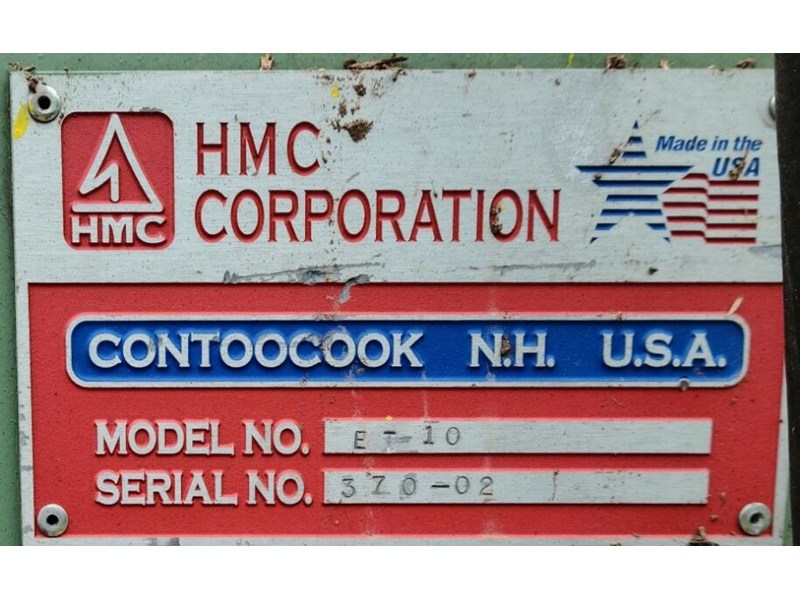 HMC
HMC
CORPORATION
Made in the
USA
CONTOOCOOK N.H. U.S.A.
MODEL NO. ET-10
SERIAL NO. 370-02